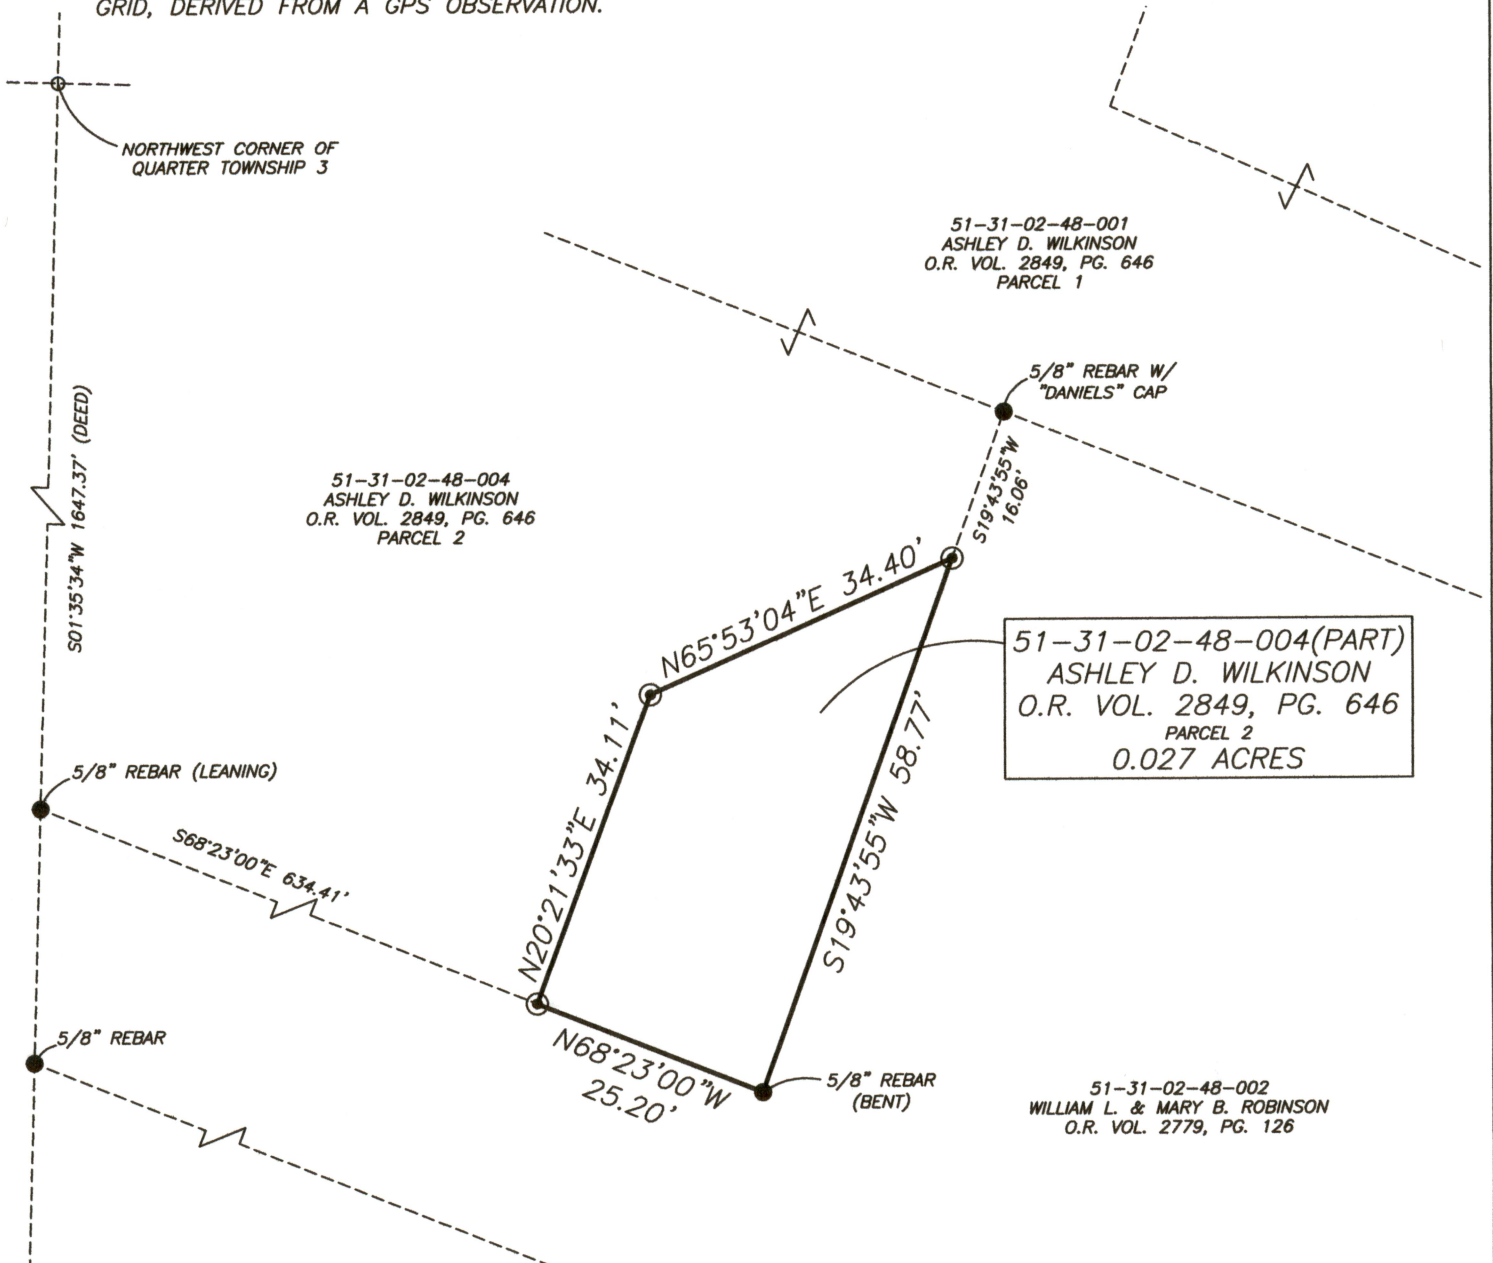 GRID, DERIVED FROM A GPS OBSERVATION.
NORTHWEST CORNER OF
QUARTER TOWNSHIP 3
51-31-02-48-001
ASHLEY D. WILKINSON
O.R. VOL. 2849, PG. 646
PARCEL 1
5/8" REBAR W/
"DANIELS" CAP
S01°35'34"W 1647.37' (DEED)
S19°43'55"W
16.06'
51-31-02-48-004
ASHLEY D. WILKINSON
O.R. VOL. 2849, PG. 646
PARCEL 2
N65°53'04"E 34.40'
51-31-02-48-004(PART)
ASHLEY D. WILKINSON
O.R. VOL. 2849, PG. 646
PARCEL 2
0.027 ACRES
N20°21'33"E 34.11'
S19°43'55"W 58.77'
5/8" REBAR (LEANING)
S68°23'00"E 634.41'
5/8" REBAR
N68°23'00"W
25.20'
5/8" REBAR
(BENT)
51-31-02-48-002
WILLIAM L. & MARY B. ROBINSON
O.R. VOL. 2779, PG. 126